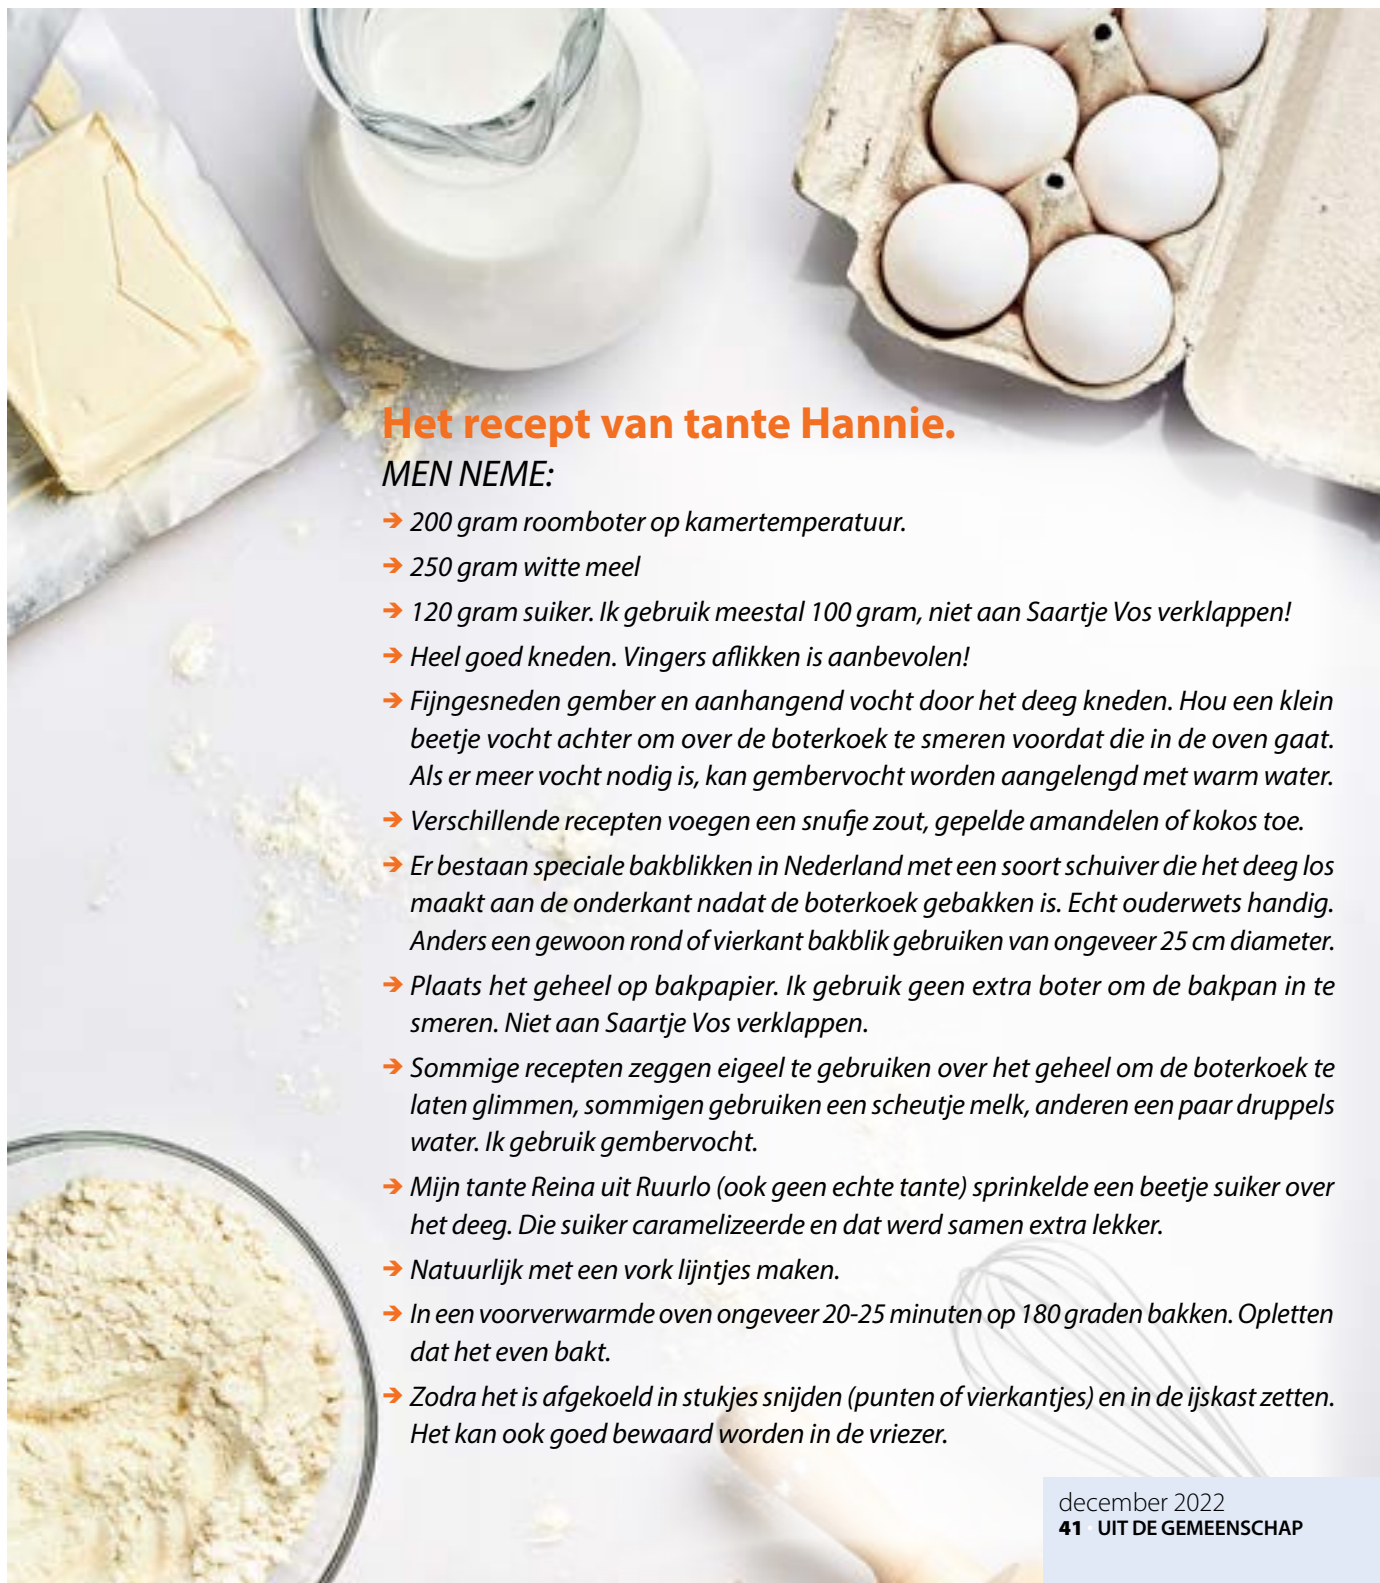 Het recept van tante Hannie.
MEN NEME:
➔ 200 gram roomboter op kamertemperatuur.
➔ 250 gram witte meel
➔ 120 gram suiker. Ik gebruik meestal 100 gram, niet aan Saartje Vos verklappen!
➔ Heel goed kneden. Vingers aflikken is aanbevolen!
➔ Fijngesneden gember en aanhangend vocht door het deeg kneden. Hou een klein
beetje vocht achter om over de boterkoek te smeren voordat die in de oven gaat.
Als er meer vocht nodig is, kan gembervocht worden aangelengd met warm water.
➔ Verschillende recepten voegen een snufje zout, gepelde amandelen of kokos toe.
➔ Er bestaan speciale bakblikken in Nederland met een soort schuiver die het deeg los
maakt aan de onderkant nadat de boterkoek gebakken is. Echt ouderwets handig.
Anders een gewoon rond of vierkant bakblik gebruiken van ongeveer 25 cm diameter.
➔ Plaats het geheel op bakpapier. Ik gebruik geen extra boter om de bakpan in te
smeren. Niet aan Saartje Vos verklappen.
➔ Sommige recepten zeggen eigeel te gebruiken over het geheel om de boterkoek te
laten glimmen, sommigen gebruiken een scheutje melk, anderen een paar druppels
water. Ik gebruik gembervocht.
➔ Mijn tante Reina uit Ruurlo (ook geen echte tante) sprinkelde een beetje suiker over
het deeg. Die suiker caramelizeerde en dat werd samen extra lekker.
➔ Natuurlijk met een vork lijntjes maken.
➔ In een voorverwarmde oven ongeveer 20-25 minuten op 180 graden bakken. Opletten
dat het even bakt.
➔ Zodra het is afgekoeld in stukjes snijden (punten of vierkantjes) en in de ijskast zetten.
Het kan ook goed bewaard worden in de vriezer.
december 2022
41 UIT DE GEMEENSCHAP